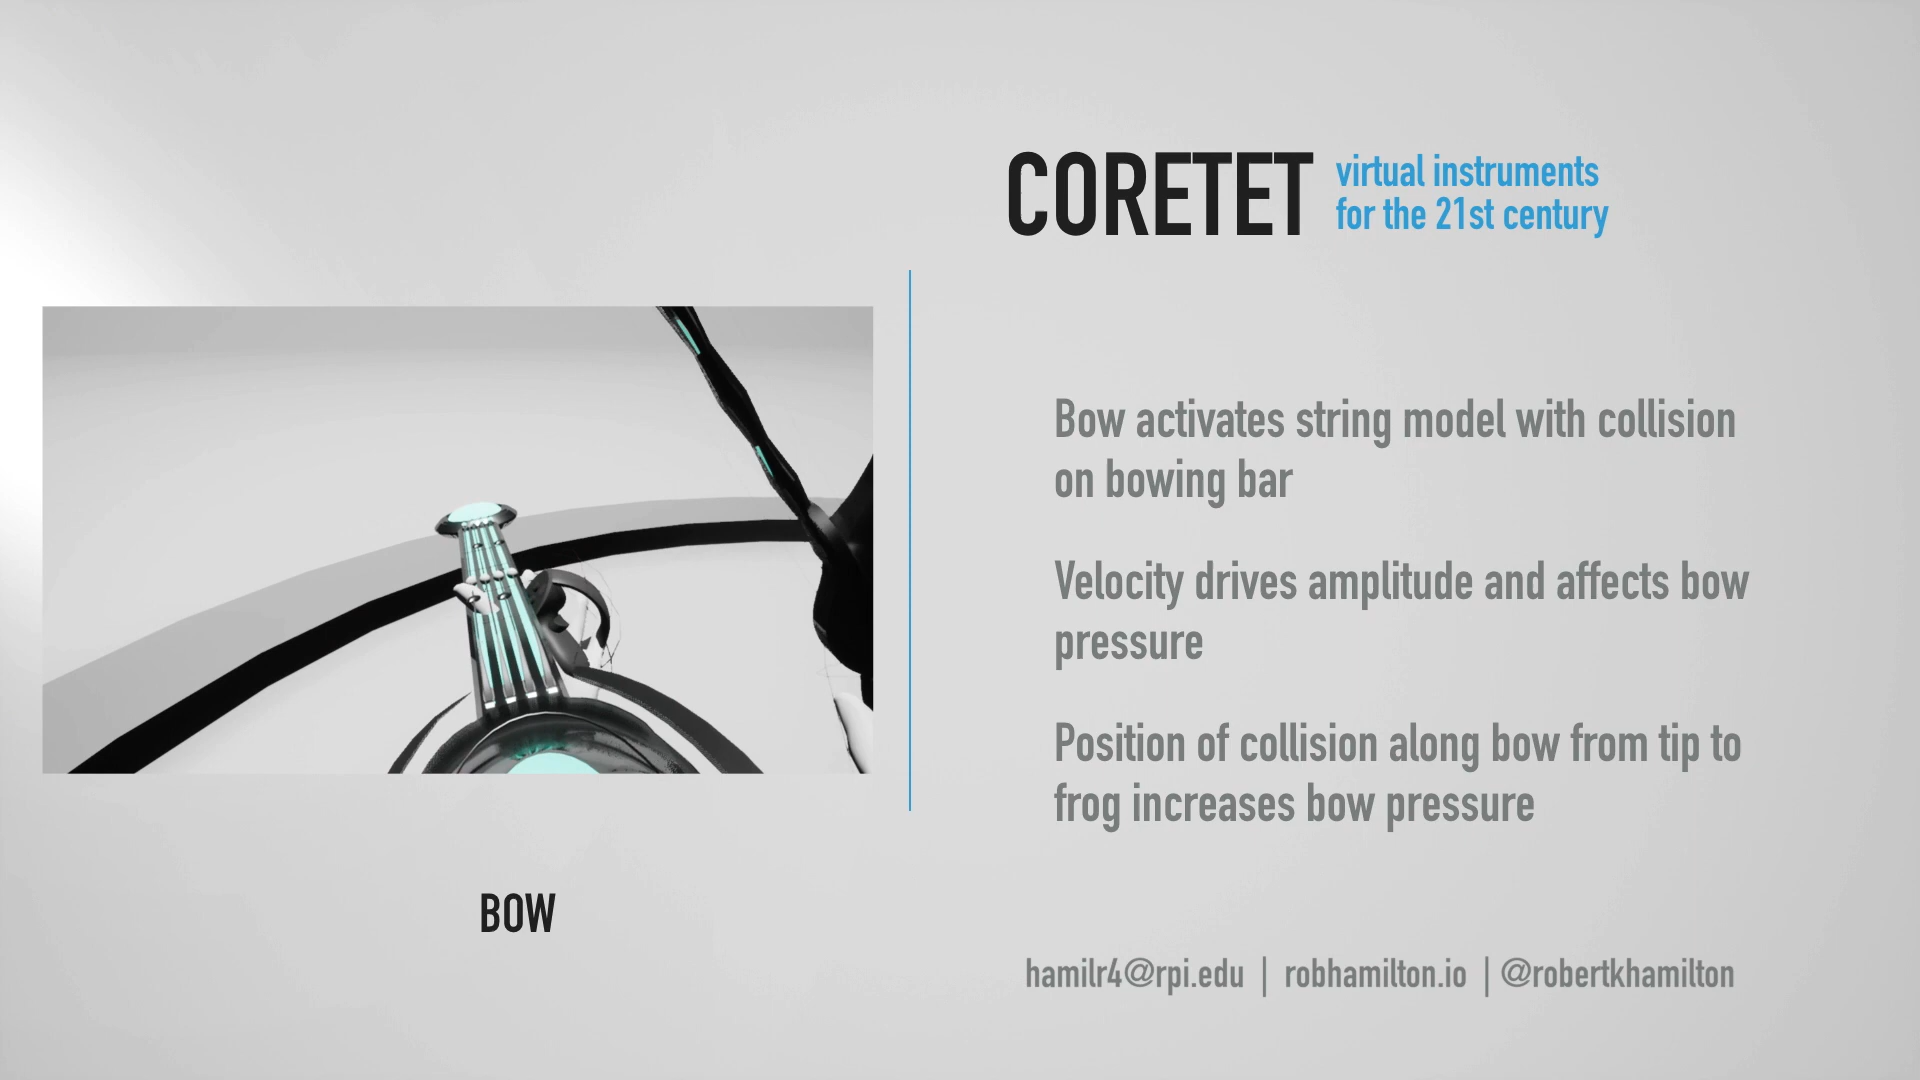 CORETET
virtual instruments
for the 21st century
Bow activates string model with collision
on bowing bar
Velocity drives amplitude and affects bow
pressure
Position of collision along bow from tip to
frog increases bow pressure
BOW
hamilr4@rpi.edu | robhamilton.io | @robertkhamilton